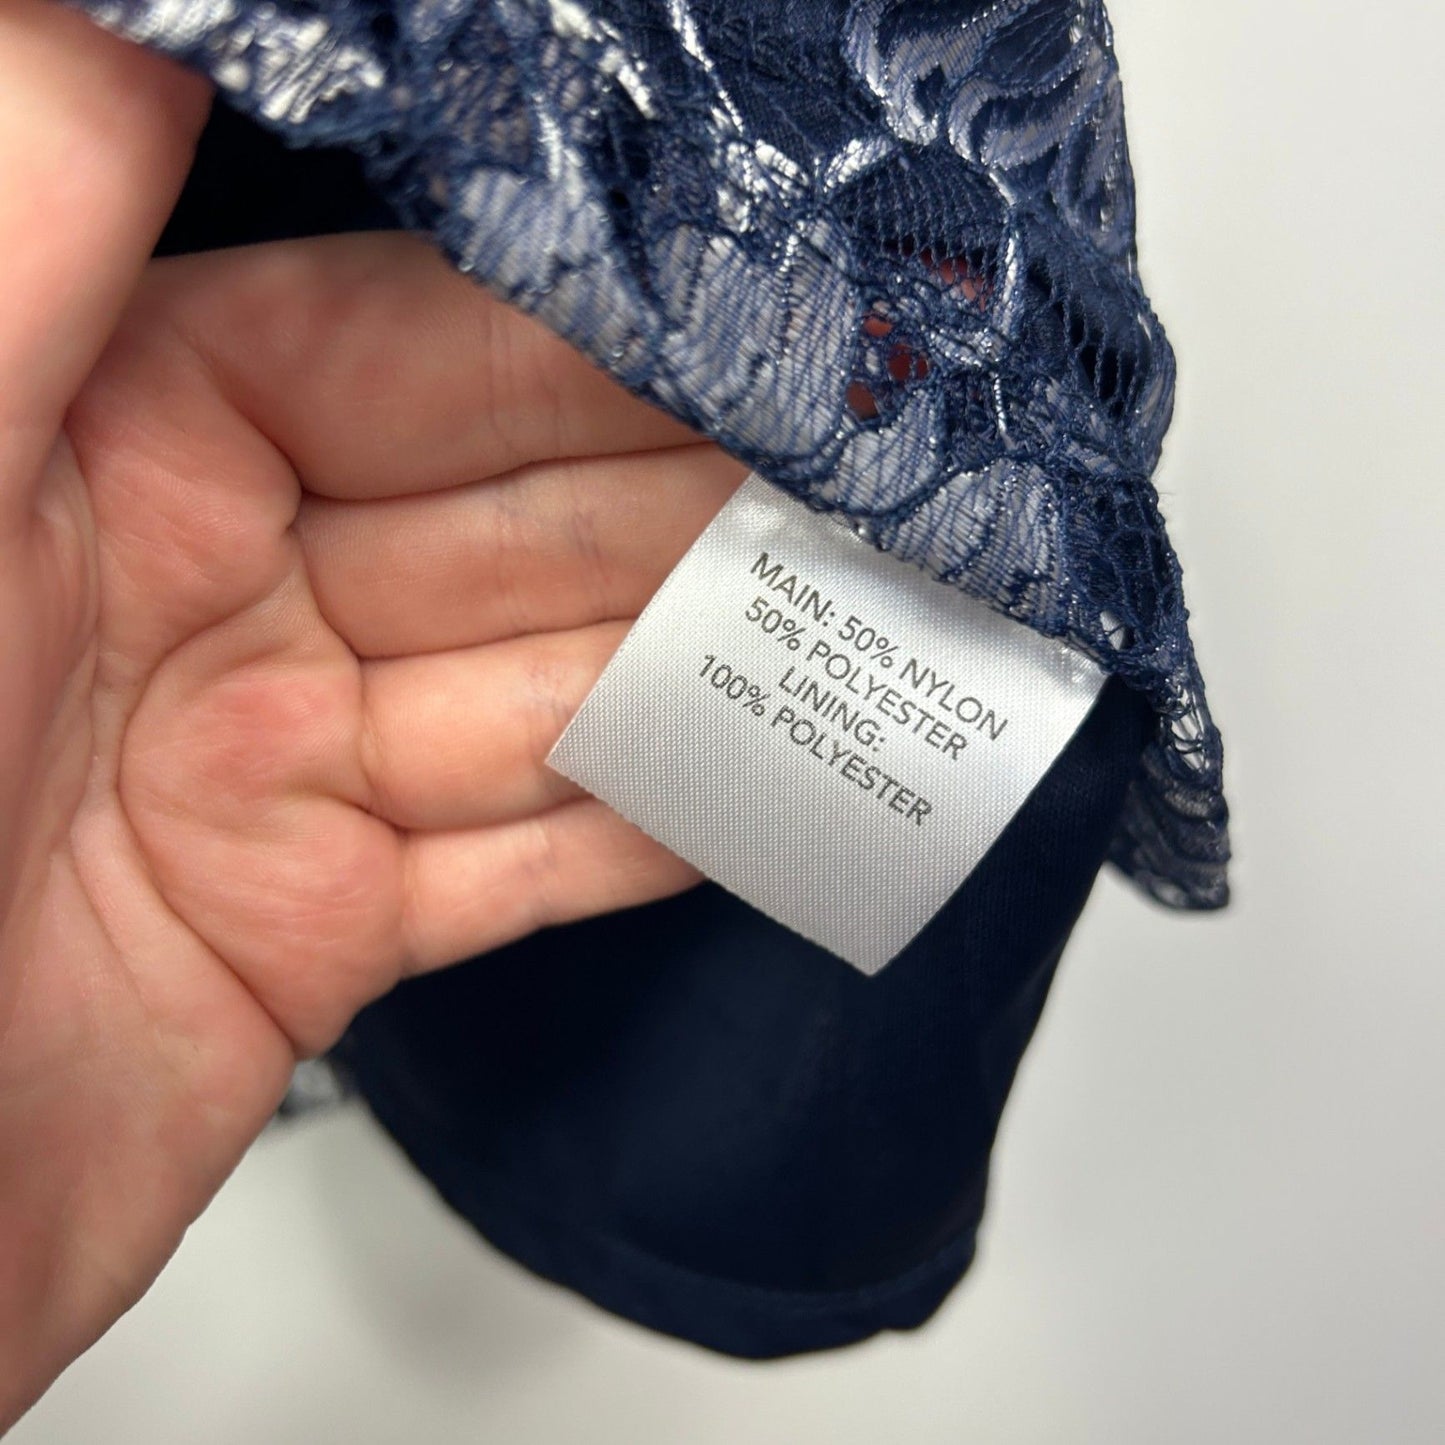 MAIN: 50% NYLON
50% POLYESTER
LINING:
100% POLYESTER